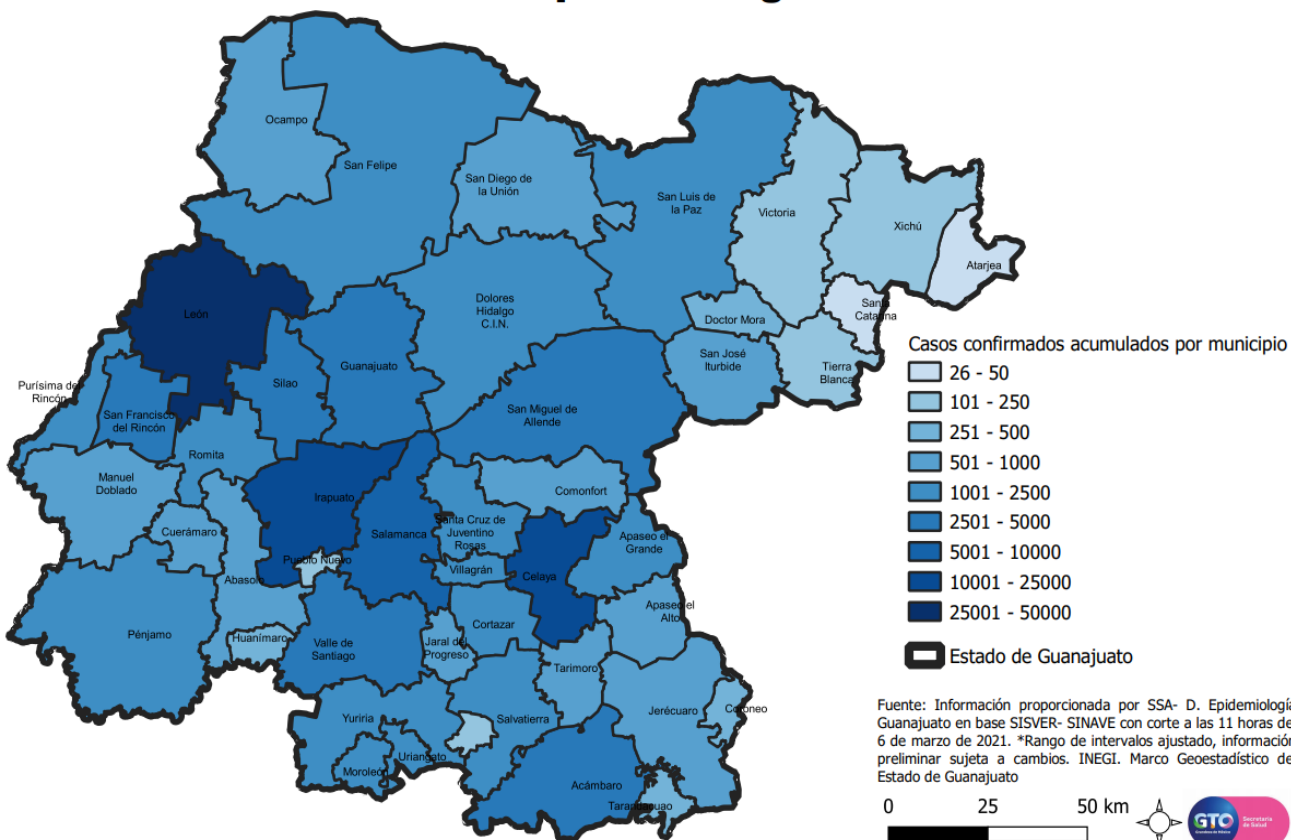 Ocampo
San Felipe
San Diego de
la Unión
San Luis de
la Paz
Victoria
Xichú
Atarjea
León
Dolores
Hidalgo
C.I.N.
Santa
Catarina
Doctor Mora
Guanajuato
San José
Iturbide
Tierra
Blanca
Silao
Purísima del
Rincón
San Francisco
del Rincón
San Miguel de
Allende
Romita
Manuel
Doblado
Irapuato
Comonfort
Cuerámaro
Salamanca
Santa Cruz de
Juventino
Rosas
Apaseo el
Grande
Pueblo Nuevo
Villagrán
Celaya
Abasolo
Apaseo el
Alto
Pénjamo
Huanímaro
Valle de
Santiago
Jaral del
Progreso
Cortazar
Tarimoro
Yuriria
Salvatierra
Jerécuaro
Coroneo
Uriangato
Moroleón
Acámbaro
Tarandacuao
Casos confirmados acumulados por municipio
26 - 50
101 - 250
251 - 500
501 - 1000
1001 - 2500
2501 - 5000
5001 - 10000
10001 - 25000
25001 - 50000
Estado de Guanajuato
Fuente: Información proporcionada por SSA- D. Epidemiología
Guanajuato en base SISVER- SINAVE con corte a las 11 horas de
6 de marzo de 2021. *Rango de intervalos ajustado, información
preliminar sujeta a cambios. INEGI. Marco Geoestadístico de
Estado de Guanajuato
0 25 50 km
GTO
Secretaría
de Salud